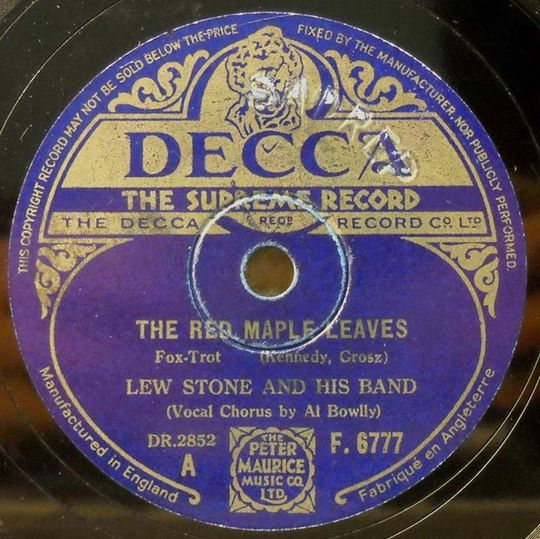 THIS COPYRIGHT RECORD MAY NOT BE SOLD BELOW THE PRICE FIXED BY THE MANUFACTURER, NOR PUBLICLY PERFORMED.
DECCA
THE SUPREME RECORD
THE DECCA REGD RECORD CO. LTD
THE RED MAPLE LEAVES
Fox-Trot (Kennedy, Grosz)
LEW STONE AND HIS BAND
(Vocal Chorus by Al Bowlly)
DR.2852
A
THE
PETER
MAURICE
MUSIC CO.
LTD.
F. 6777
Manufactured in England
Fabriqué en Angleterre